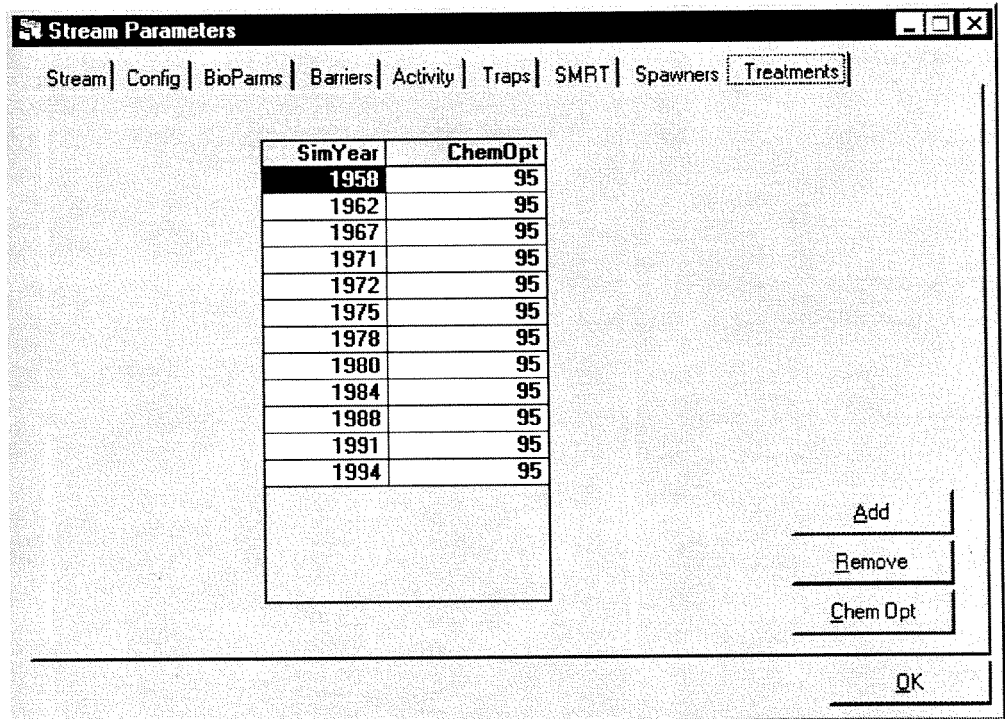 Stream Parameters
Stream Config BioParms Barriers Activity Traps SMRT Spawners Treatments
SimYear ChemOpt
1958 95
1962 95
1967 95
1971 95
1972 95
1975 95
1978 95
1980 95
1984 95
1988 95
1991 95
1994 95
Add
Remove
Chem Opt
OK